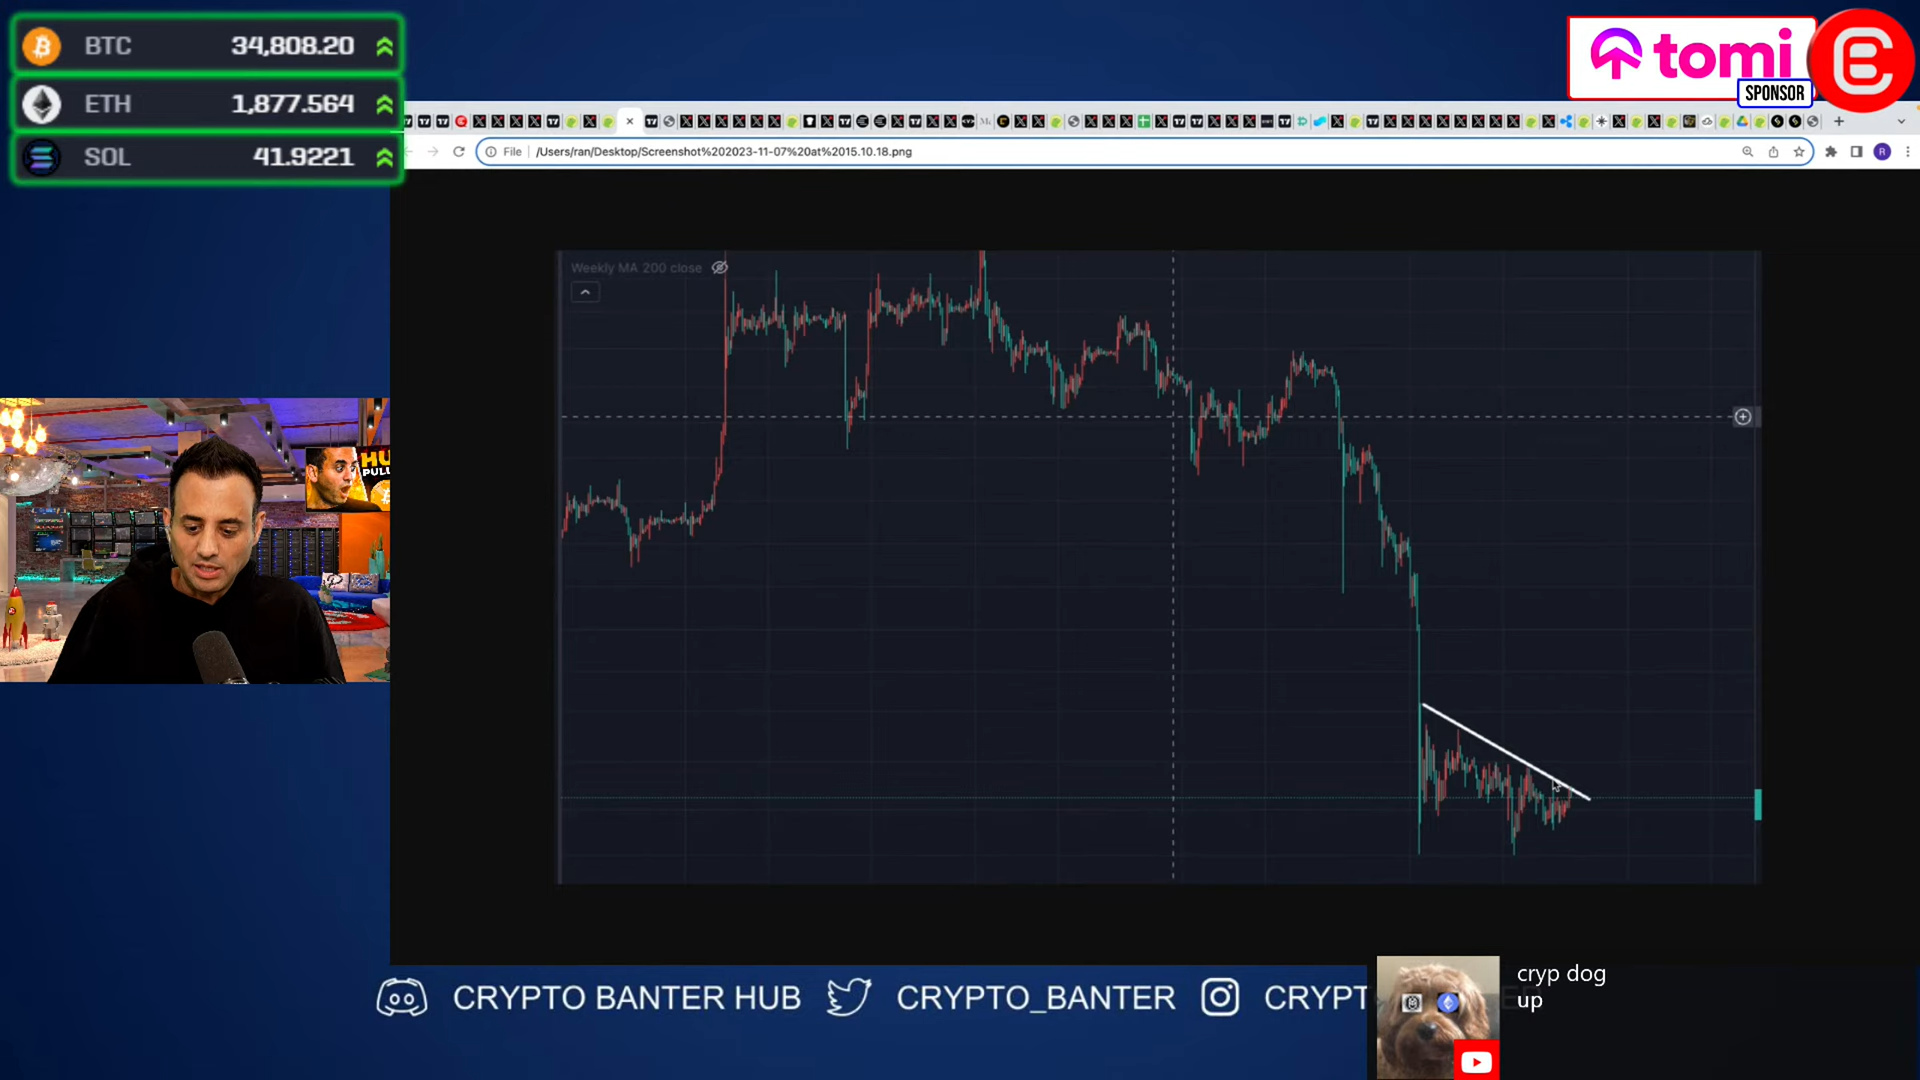 BTC 34,808.20
ETH 1,877.564
SOL 41.9221
tomi
SPONSOR
File /Users/ran/Desktop/Screenshot%202023-11-07%20at%2015.10.18.png
R
Weekly MA 200 close
HU
PULL
CRYPTO BANTER HUB CRYPTO_BANTER CRYPT
cryp dog
up